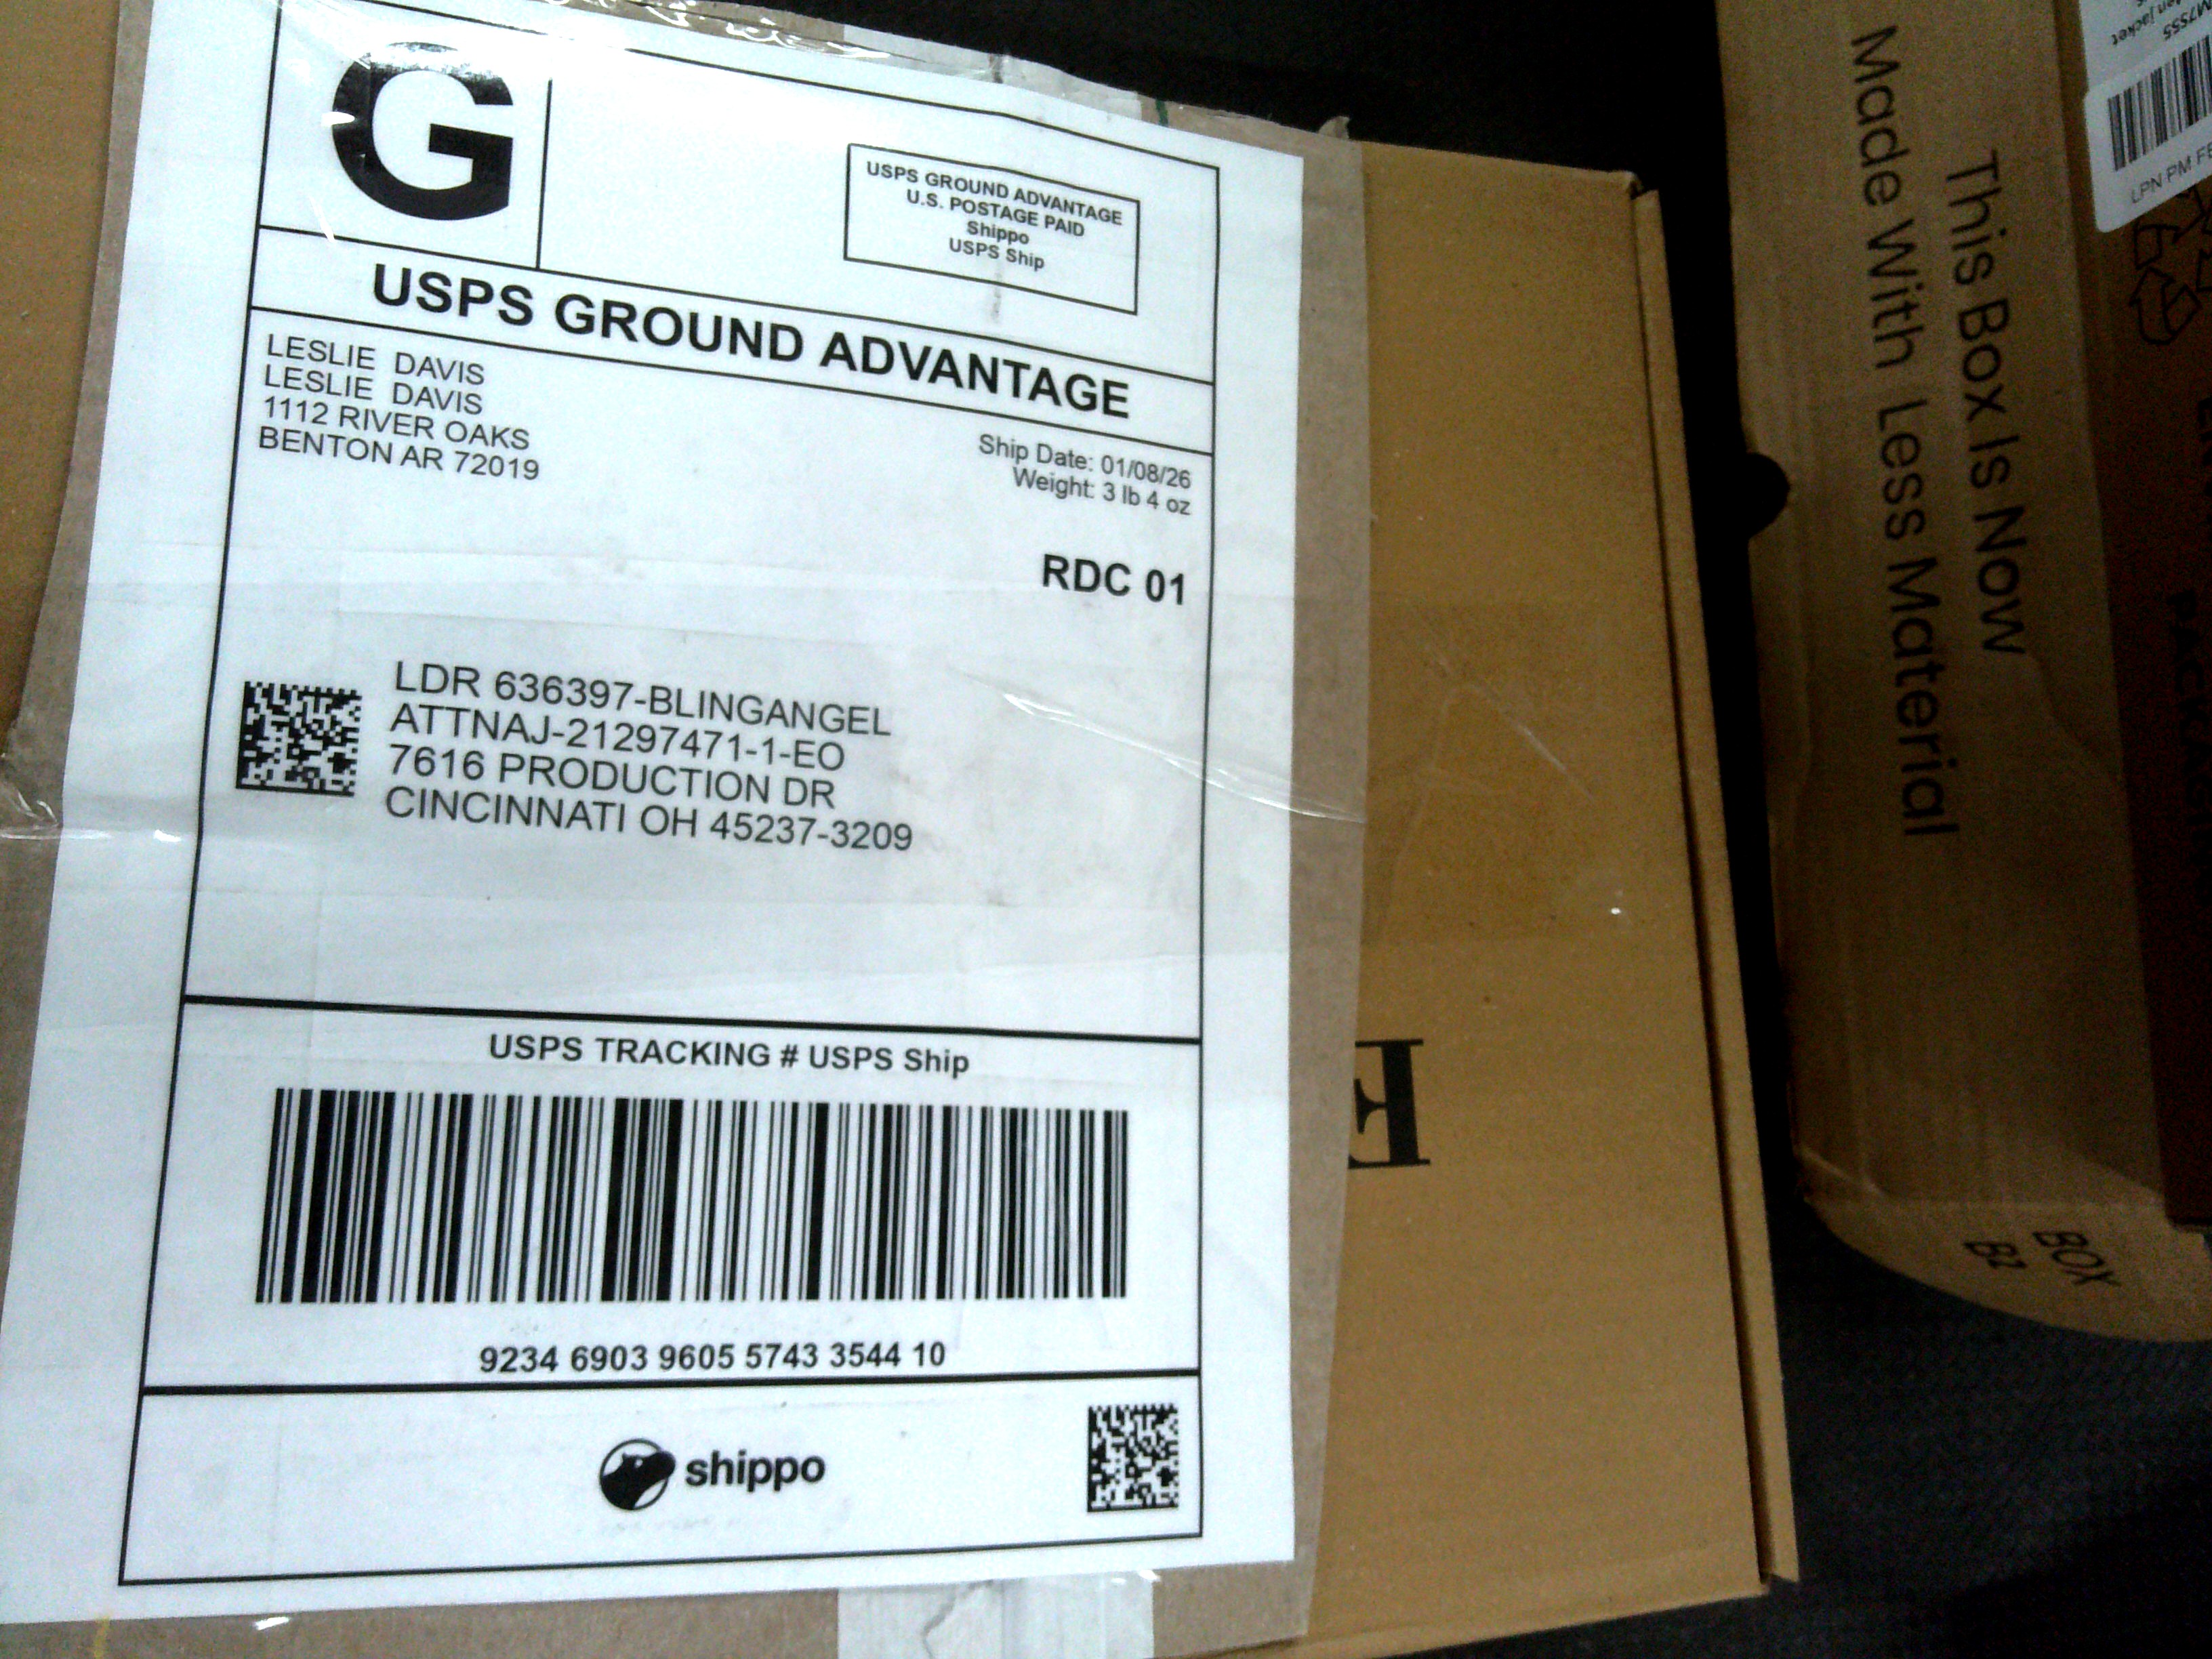 G
USPS GROUND ADVANTAGE
U.S. POSTAGE PAID
Shippo
USPS Ship
USPS GROUND ADVANTAGE
LESLIE DAVIS
LESLIE DAVIS
1112 RIVER OAKS
BENTON AR 72019
Ship Date: 01/08/26
Weight: 3 lb 4 oz
RDC 01
LDR 636397-BLINGANGEL
ATTNAJ-21297471-1-EO
7616 PRODUCTION DR
CINCINNATI OH 45237-3209
USPS TRACKING # USPS Ship
9234 6903 9605 5743 3544 10
shippo
E
This Box Is Now
Made With Less Material
BOX
B2
jacket
LPN PM